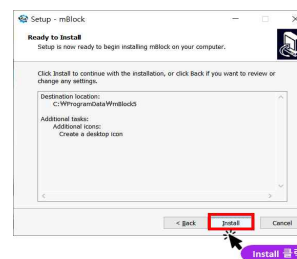 Setup - mBlock
Ready to Install
Setup is now ready to begin installing mBlock on your computer.
Click Install to continue with the installation, or click Back if you want to review or
change any settings.
Destination location:
C:₩ProgramData₩mBlock5
Additional tasks:
Additional icons:
Create a desktop icon
< Back
Install
Cancel
Install 클릭